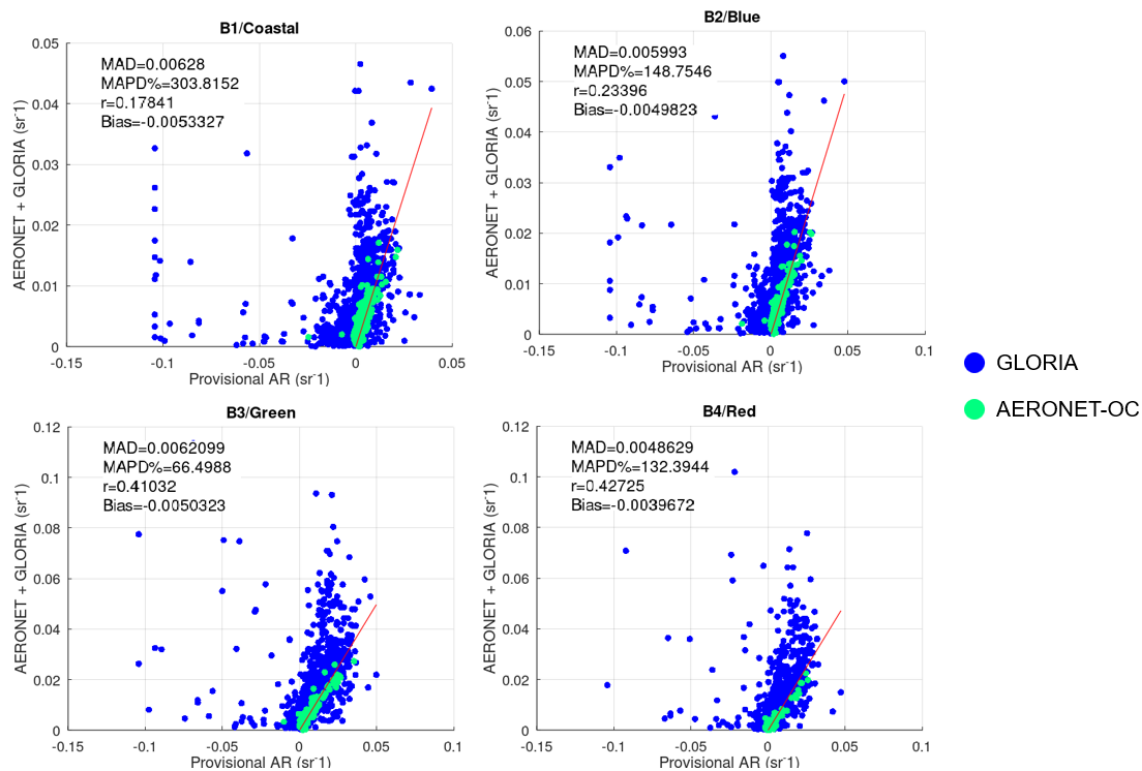 B1/Coastal
MAD=0.00628
MAPD%=303.8152
r=0.17841
Bias=-0.0053327
AERONET + GLORIA (sr⁻¹)
0.05
0.04
0.03
0.02
0.01
0
-0.15
-0.1
-0.05
0
0.05
Provisional AR (sr⁻¹)
B2/Blue
MAD=0.005993
MAPD%=148.7546
r=0.23396
Bias=-0.0049823
AERONET + GLORIA (sr⁻¹)
0.06
0.05
0.04
0.03
0.02
0.01
0
-0.15
-0.1
-0.05
0
0.05
0.1
Provisional AR (sr⁻¹)
GLORIA
AERONET-OC
B3/Green
MAD=0.0062099
MAPD%=66.4988
r=0.41032
Bias=-0.0050323
AERONET + GLORIA (sr⁻¹)
0.12
0.1
0.08
0.06
0.04
0.02
0
-0.15
-0.1
-0.05
0
0.05
0.1
Provisional AR (sr⁻¹)
B4/Red
MAD=0.0048629
MAPD%=132.3944
r=0.42725
Bias=-0.0039672
AERONET + GLORIA (sr⁻¹)
0.12
0.1
0.08
0.06
0.04
0.02
0
-0.15
-0.1
-0.05
0
0.05
0.1
Provisional AR (sr⁻¹)